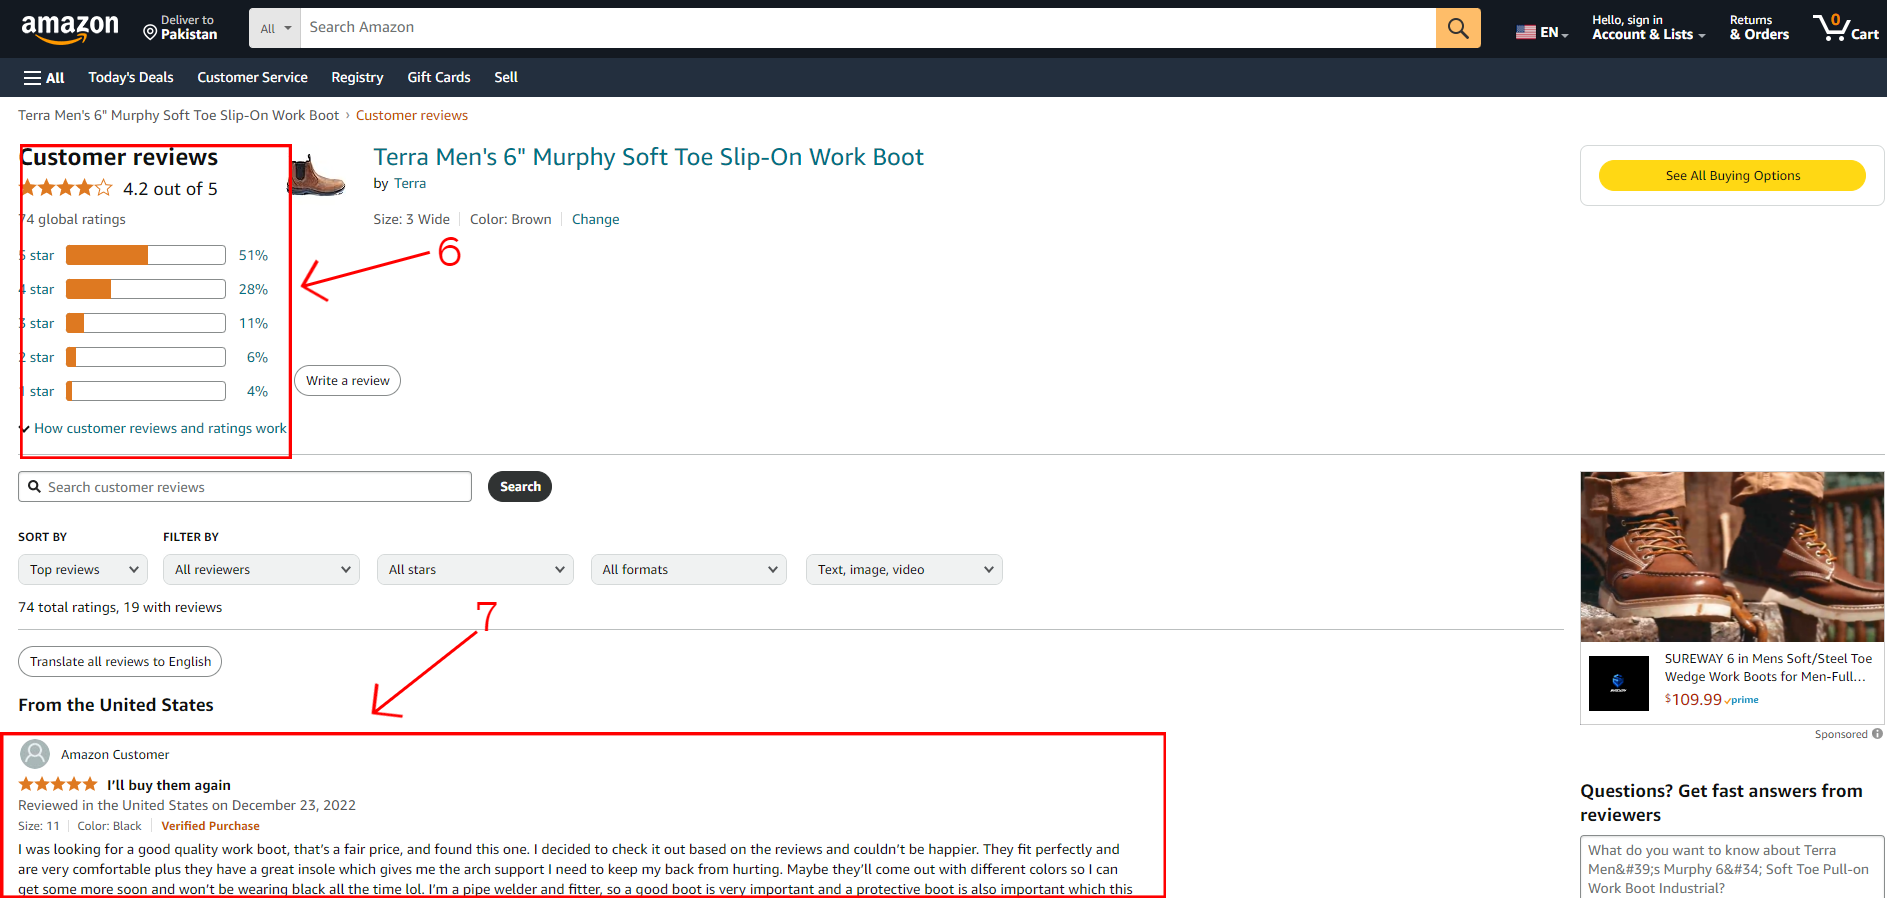 amazon
Deliver to
Pakistan
All
Search Amazon
EN
Hello, sign in
Account & Lists
Returns
& Orders
0
Cart
All
Today's Deals
Customer Service
Registry
Gift Cards
Sell
Terra Men's 6" Murphy Soft Toe Slip-On Work Boot › Customer reviews
Customer reviews
4.2 out of 5
74 global ratings
5 star 51%
4 star 28%
3 star 11%
2 star 6%
1 star 4%
How customer reviews and ratings work
Terra Men's 6" Murphy Soft Toe Slip-On Work Boot
by Terra
Size: 3 Wide | Color: Brown | Change
6
Write a review
See All Buying Options
Search customer reviews
Search
SORT BY
FILTER BY
Top reviews
All reviewers
All stars
All formats
Text, image, video
74 total ratings, 19 with reviews
7
Translate all reviews to English
From the United States
Amazon Customer
I'll buy them again
Reviewed in the United States on December 23, 2022
Size: 11 | Color: Black | Verified Purchase
I was looking for a good quality work boot, that's a fair price, and found this one. I decided to check it out based on the reviews and couldn't be happier. They fit perfectly and
are very comfortable plus they have a great insole which gives me the arch support I need to keep my back from hurting. Maybe they'll come out with different colors so I can
get some more soon and won't be wearing black all the time lol. I'm a pipe welder and fitter, so a good boot is very important and a protective boot is also important which this
SUREWAY 6 in Mens Soft/Steel Toe
Wedge Work Boots for Men-Full...
$109.99 prime
Sponsored
Questions? Get fast answers from
reviewers
What do you want to know about Terra
Men&#39;s Murphy 6&#34; Soft Toe Pull-on
Work Boot Industrial?